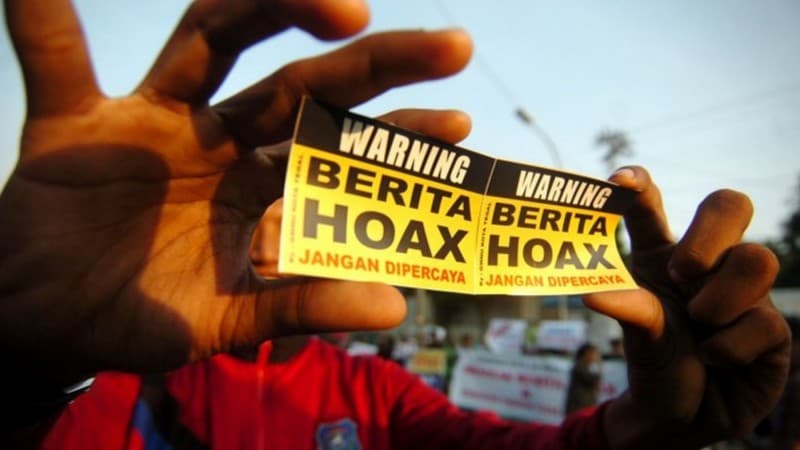 WARNING
BERITA
HOAX
JANGAN DIPERCAYA
WARNING
BERITA
HOAX
JANGAN DIPERCAYA